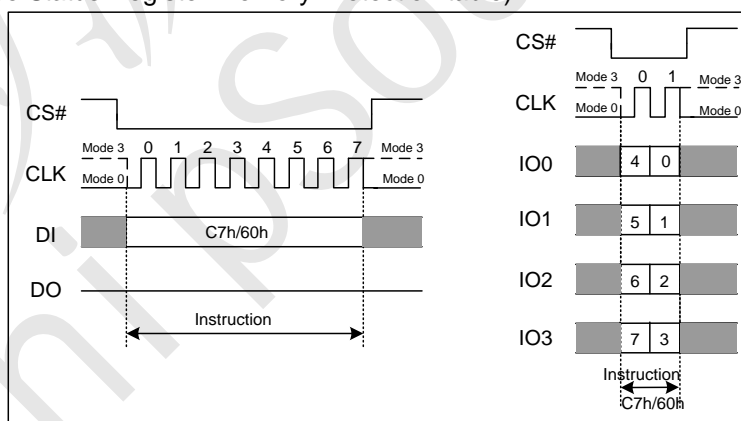 CS#
Mode 3 0 1 2 3 4 5 6 7 Mode 3
CLK
Mode 0 Mode 0
DI
C7h/60h
DO
Instruction
CS#
Mode 3 0 1 Mode 3
CLK
Mode 0 Mode 0
IO0 4 0
IO1 5 1
IO2 6 2
IO3 7 3
Instruction
C7h/60h